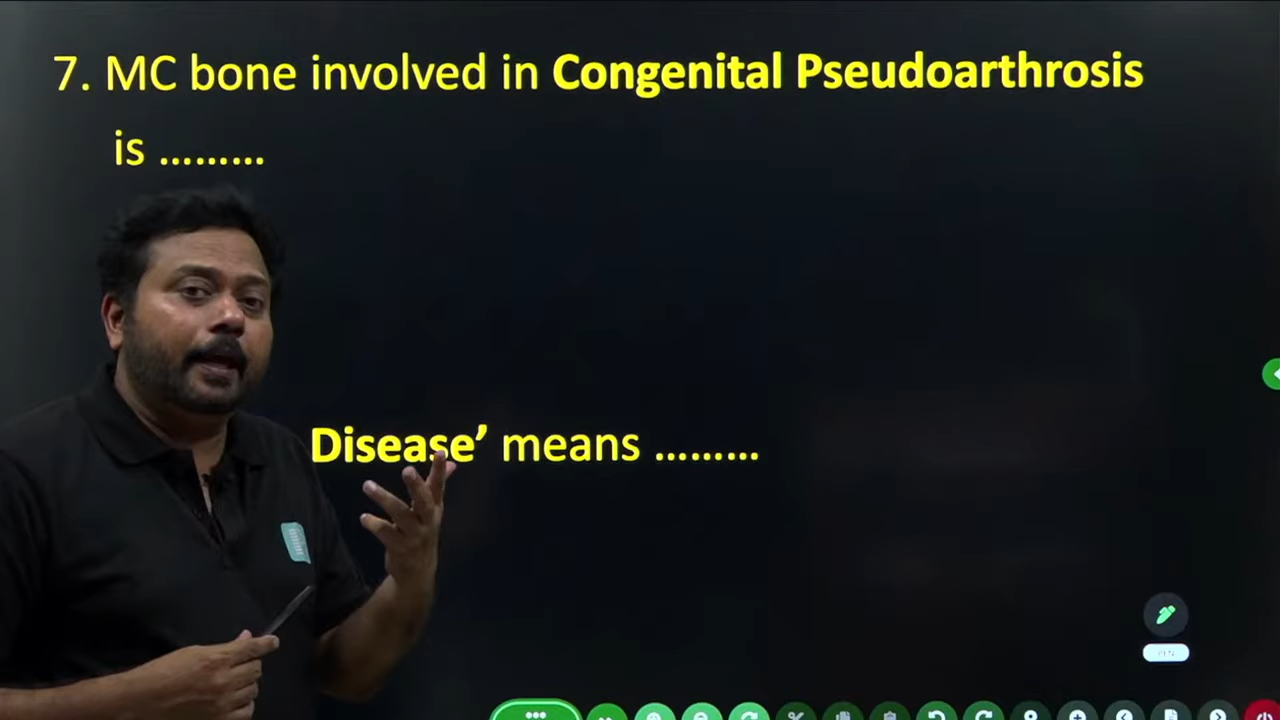 7. MC bone involved in Congenital Pseudoarthrosis
is .........
Disease’ means .........